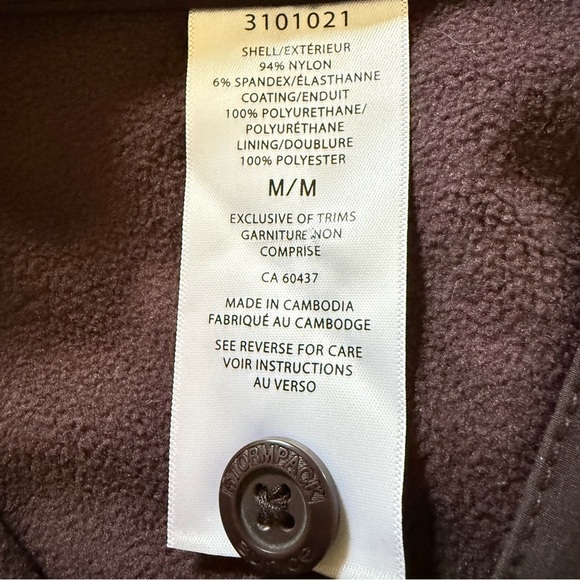 3101021
SHELL/EXTÉRIEUR
94% NYLON
6% SPANDEX/ÉLASTHANNE
COATING/ENDUIT
100% POLYURETHANE/
POLYURÉTHANE
LINING/DOUBLURE
100% POLYESTER
M/M
EXCLUSIVE OF TRIMS
GARNITURE NON
COMPRISE
CA 60437
MADE IN CAMBODIA
FABRIQUÉ AU CAMBODGE
SEE REVERSE FOR CARE
VOIR INSTRUCTIONS
AU VERSO
STORMPACK